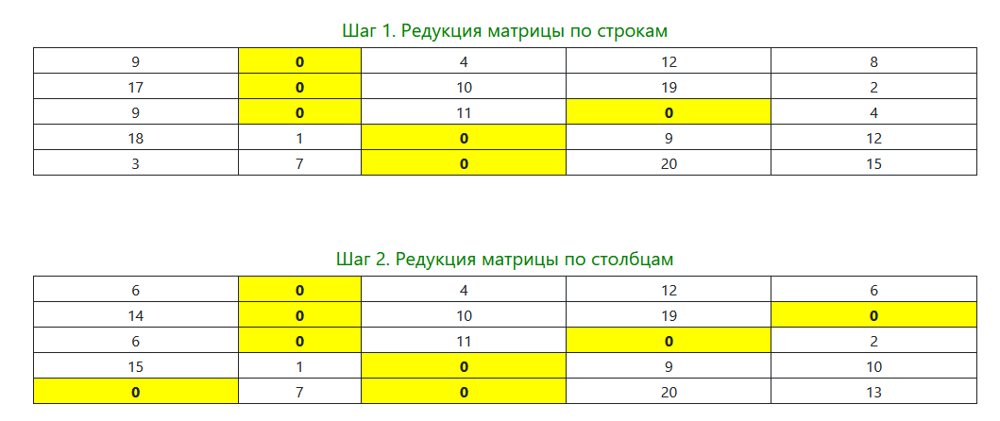 Шаг 1. Редукция матрицы по строкам
9 0 4 12 8
17 0 10 19 2
9 0 11 0 4
18 1 0 9 12
3 7 0 20 15
Шаг 2. Редукция матрицы по столбцам
6 0 4 12 6
14 0 10 19 0
6 0 11 0 2
15 1 0 9 10
0 7 0 20 13